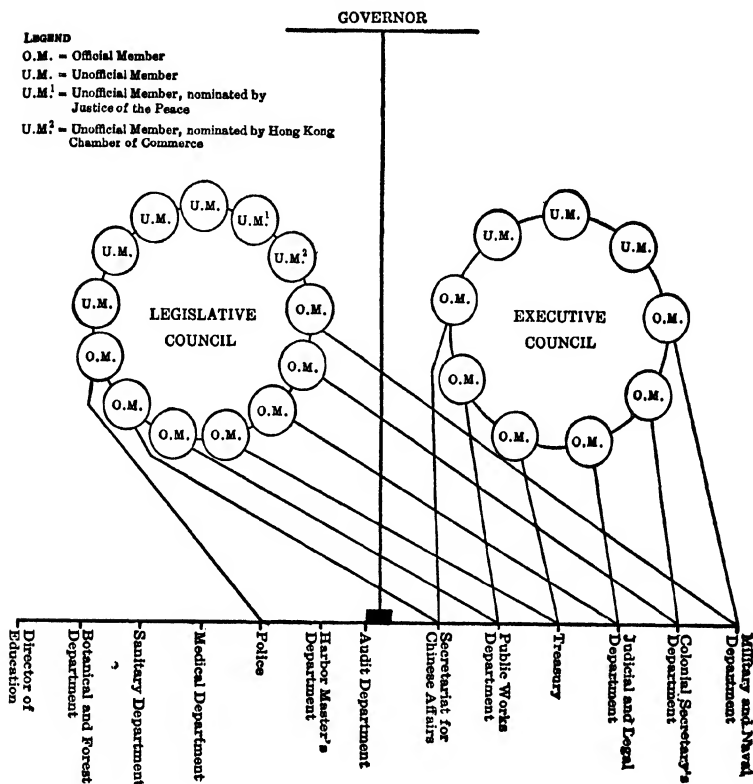 GOVERNOR
LEGEND
O.M. = Official Member
U.M. = Unofficial Member
U.M.¹ = Unofficial Member, nominated by
Justice of the Peace
U.M.² = Unofficial Member, nominated by Hong Kong
Chamber of Commerce
LEGISLATIVE
COUNCIL
U.M.
U.M.
U.M.
U.M.
U.M.¹
U.M.²
O.M.
O.M.
O.M.
O.M.
O.M.
O.M.
O.M.
EXECUTIVE
COUNCIL
U.M.
U.M.
U.M.
O.M.
O.M.
O.M.
O.M.
O.M.
O.M.
Director of
Education
Botanical and Forest
Department
Sanitary Department
Medical Department
Police
Harbor Master's
Department
Audit Department
Secretariat for
Chinese Affairs
Public Works
Department
Treasury
Judicial and Legal
Department
Colonial Secretary's
Department
Military and Naval
Department